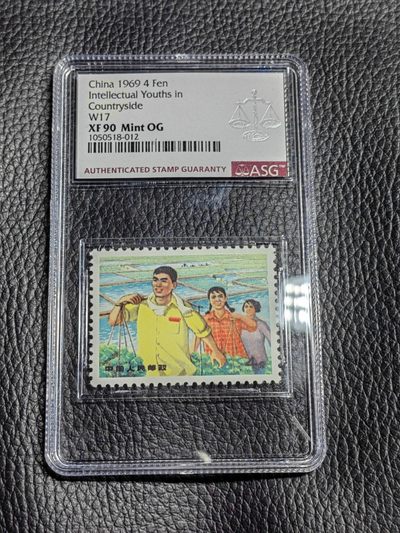 China 1969 4 Fen
Intellectual Youths in
Countryside
W17
XF 90 Mint OG
1050518-012
AUTHENTICATED STAMP GUARANTY
ASG™
中国人民邮政